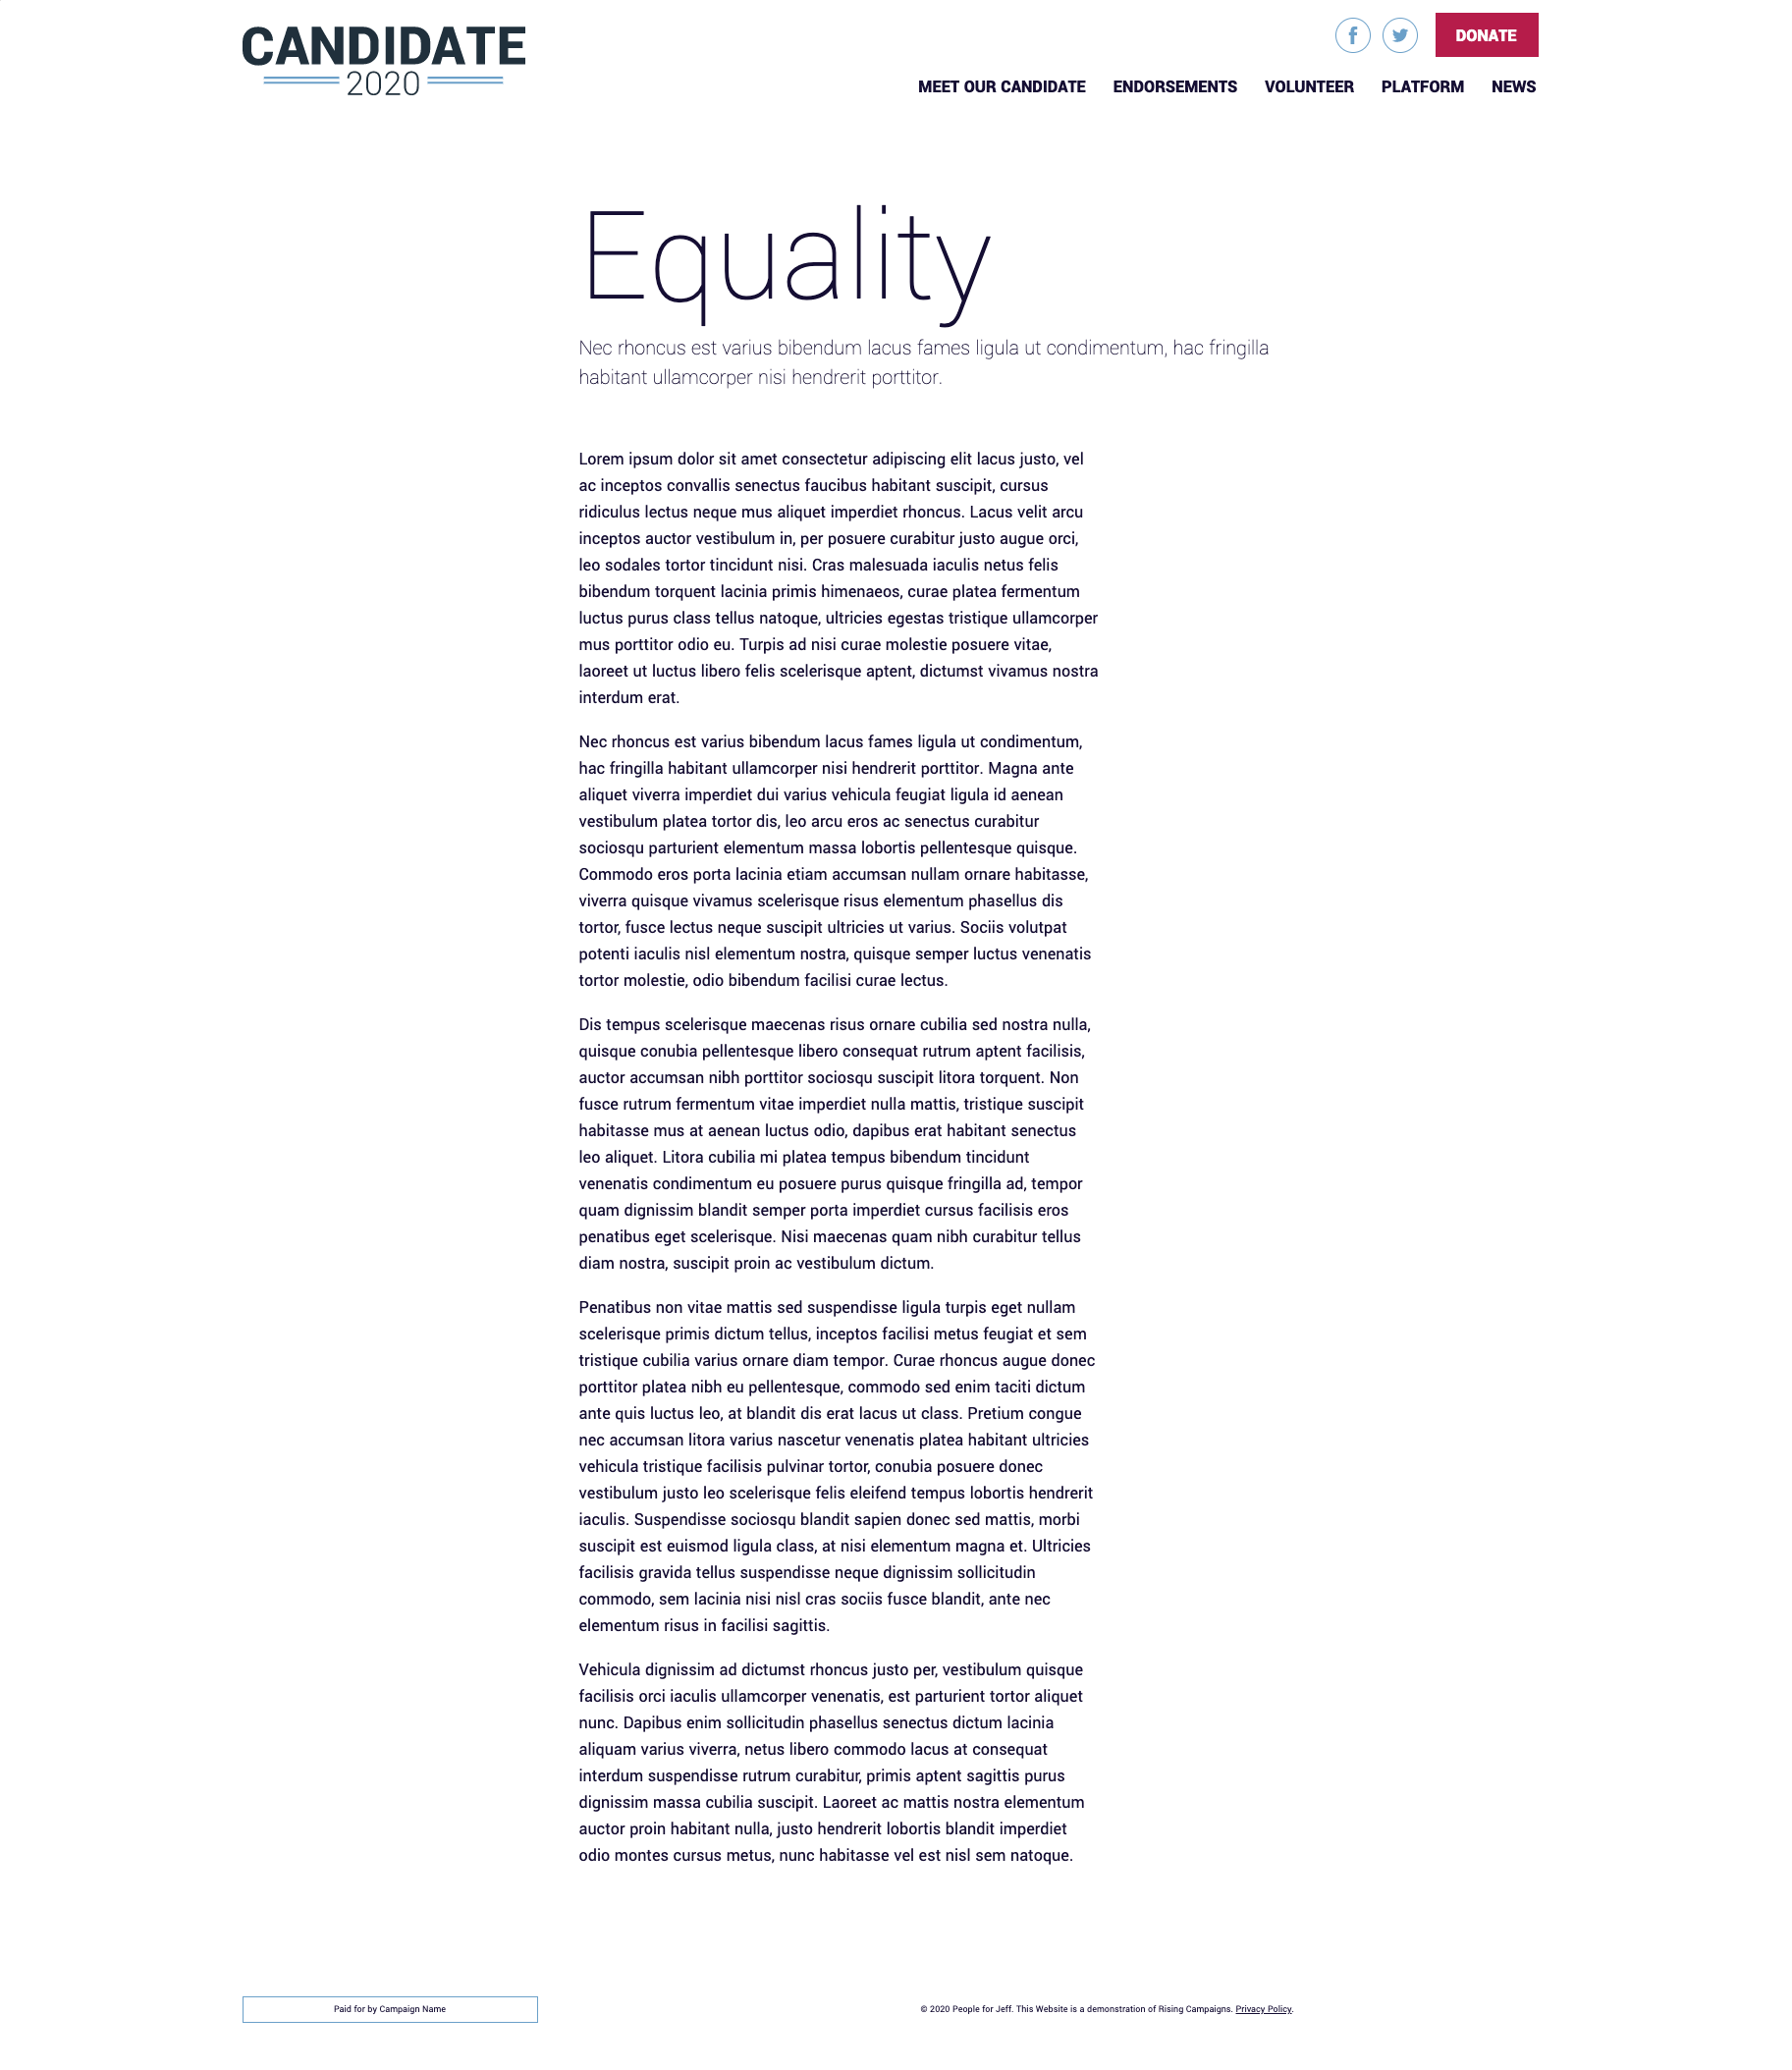 CANDIDATE
2020
DONATE
MEET OUR CANDIDATE ENDORSEMENTS VOLUNTEER PLATFORM NEWS
Equality
Nec rhoncus est varius bibendum lacus fames ligula ut condimentum, hac fringilla
habitant ullamcorper nisi hendrerit porttitor.
Lorem ipsum dolor sit amet consectetur adipiscing elit lacus justo, vel
ac inceptos convallis senectus faucibus habitant suscipit, cursus
ridiculus lectus neque mus aliquet imperdiet rhoncus. Lacus velit arcu
inceptos auctor vestibulum in, per posuere curabitur justo augue orci,
leo sodales tortor tincidunt nisi. Cras malesuada iaculis netus felis
bibendum torquent lacinia primis himenaeos, curae platea fermentum
luctus purus class tellus natoque, ultricies egestas tristique ullamcorper
mus porttitor odio eu. Turpis ad nisi curae molestie posuere vitae,
laoreet ut luctus libero felis scelerisque aptent, dictumst vivamus nostra
interdum erat.
Nec rhoncus est varius bibendum lacus fames ligula ut condimentum,
hac fringilla habitant ullamcorper nisi hendrerit porttitor. Magna ante
aliquet viverra imperdiet dui varius vehicula feugiat ligula id aenean
vestibulum platea tortor dis, leo arcu eros ac senectus curabitur
sociosqu parturient elementum massa lobortis pellentesque quisque.
Commodo eros porta lacinia etiam accumsan nullam ornare habitasse,
viverra quisque vivamus scelerisque risus elementum phasellus dis
tortor, fusce lectus neque suscipit ultricies ut varius. Sociis volutpat
potenti iaculis nisl elementum nostra, quisque semper luctus venenatis
tortor molestie, odio bibendum facilisi curae lectus.
Dis tempus scelerisque maecenas risus ornare cubilia sed nostra nulla,
quisque conubia pellentesque libero consequat rutrum aptent facilisis,
auctor accumsan nibh porttitor sociosqu suscipit litora torquent. Non
fusce rutrum fermentum vitae imperdiet nulla mattis, tristique suscipit
habitasse mus at aenean luctus odio, dapibus erat habitant senectus
leo aliquet. Litora cubilia mi platea tempus bibendum tincidunt
venenatis condimentum eu posuere purus quisque fringilla ad, tempor
quam dignissim blandit semper porta imperdiet cursus facilisis eros
penatibus eget scelerisque. Nisi maecenas quam nibh curabitur tellus
diam nostra, suscipit proin ac vestibulum dictum.
Penatibus non vitae mattis sed suspendisse ligula turpis eget nullam
scelerisque primis dictum tellus, inceptos facilisi metus feugiat et sem
tristique cubilia varius ornare diam tempor. Curae rhoncus augue donec
porttitor platea nibh eu pellentesque, commodo sed enim taciti dictum
ante quis luctus leo, at blandit dis erat lacus ut class. Pretium congue
nec accumsan litora varius nascetur venenatis platea habitant ultricies
vehicula tristique facilisis pulvinar tortor, conubia posuere donec
vestibulum justo leo scelerisque felis eleifend tempus lobortis hendrerit
iaculis. Suspendisse sociosqu blandit sapien donec sed mattis, morbi
suscipit est euismod ligula class, at nisi elementum magna et. Ultricies
facilisis gravida tellus suspendisse neque dignissim sollicitudin
commodo, sem lacinia nisi nisl cras sociis fusce blandit, ante nec
elementum risus in facilisi sagittis.
Vehicula dignissim ad dictumst rhoncus justo per, vestibulum quisque
facilisis orci iaculis ullamcorper venenatis, est parturient tortor aliquet
nunc. Dapibus enim sollicitudin phasellus senectus dictum lacinia
aliquam varius viverra, netus libero commodo lacus at consequat
interdum suspendisse rutrum curabitur, primis aptent sagittis purus
dignissim massa cubilia suscipit. Laoreet ac mattis nostra elementum
auctor proin habitant nulla, justo hendrerit lobortis blandit imperdiet
odio montes cursus metus, nunc habitasse vel est nisl sem natoque.
Paid for by Campaign Name
© 2020 People for Jeff. This Website is a demonstration of Rising Campaigns. Privacy Policy.